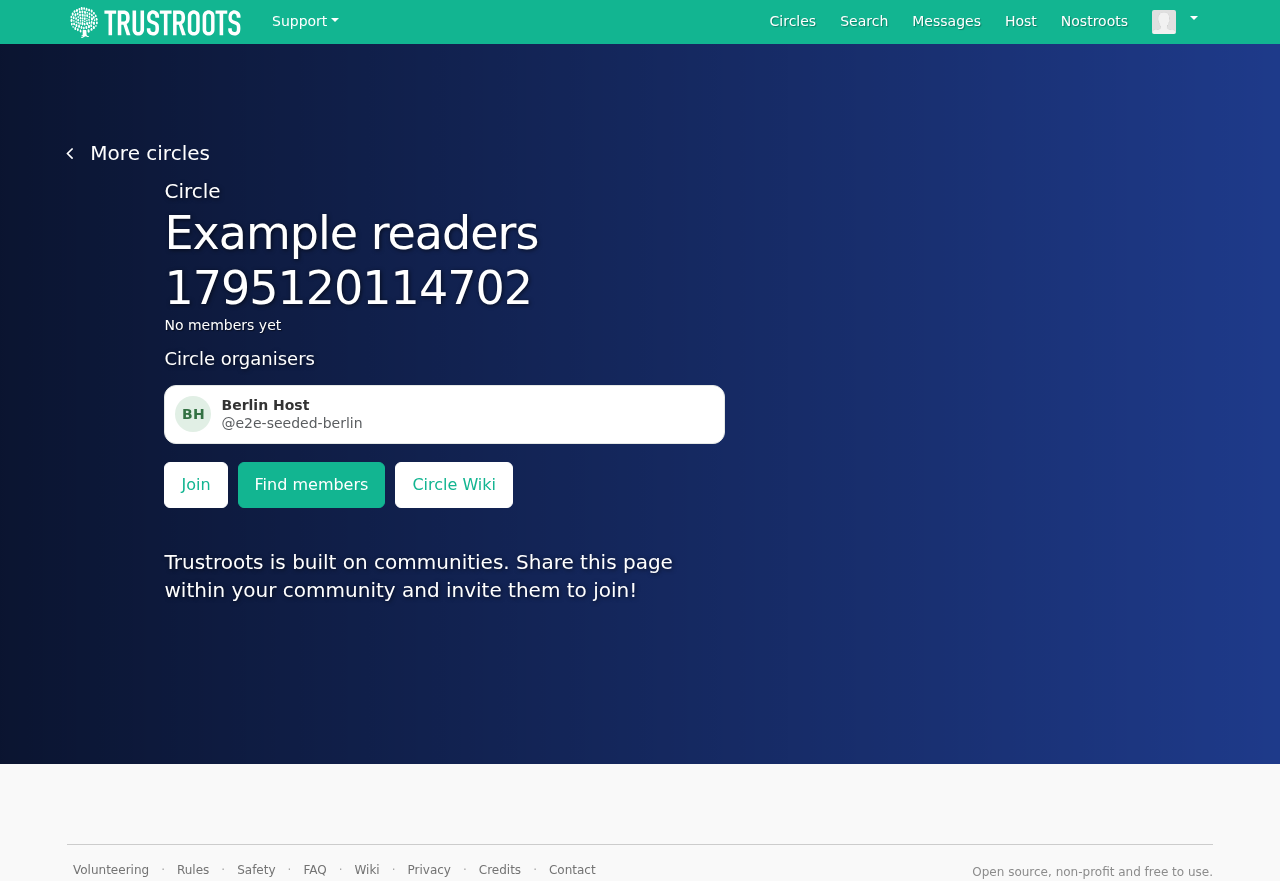 TRUSTROOTS Support Circles Search Messages Host Nostroots
More circles
Circle
Example readers
1795120114702
No members yet
Circle organisers
BH Berlin Host
@e2e-seeded-berlin
Join Find members Circle Wiki
Trustroots is built on communities. Share this page
within your community and invite them to join!
Volunteering · Rules · Safety · FAQ · Wiki · Privacy · Credits · Contact Open source, non-profit and free to use.